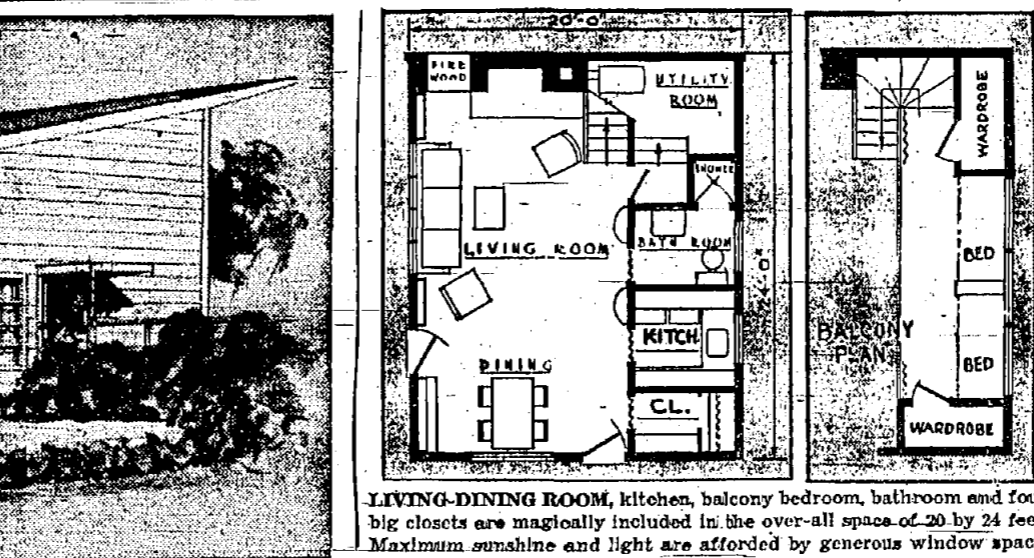 20'-0"
FIRE
WOOD
UTILITY
ROOM
SHOWER
LIVING ROOM
BATH ROOM
24'-0"
KITCH.
DINING
CL.
WARDROBE
BED
BALCONY
PLAN
BED
WARDROBE
LIVING-DINING ROOM, kitchen, balcony bedroom, bathroom and fou
big closets are magically included in the over-all space of 20 by 24 fee
Maximum sunshine and light are afforded by generous window spac